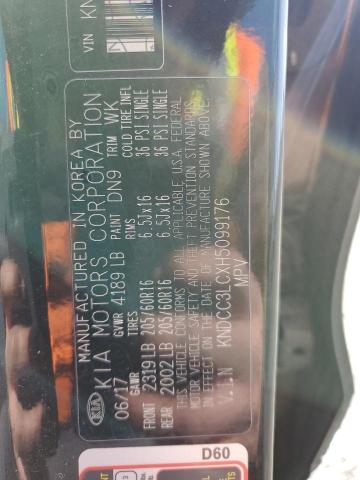 VIN KN
KIA
MANUFACTURED IN KOREA BY
KIA MOTORS CORPORATION
06/17 GVWR 4189 LB PAINT DN9 TRIM WK
GAWR TIRES RIMS COLD TIRE INFL
FRONT 2319 LB 205/60R16 6.5Jx16 36 PSI SINGLE
REAR 2002 LB 205/60R16 6.5Jx16 36 PSI SINGLE
THIS VEHICLE CONFORMS TO ALL APPLICABLE U.S.A. FEDERAL
MOTOR VEHICLE SAFETY AND THEFT PREVENTION STANDARDS
IN EFFECT ON THE DATE OF MANUFACTURE SHOWN ABOVE.
V.I.N KNDCC3LCXH5099176
MPV
D60